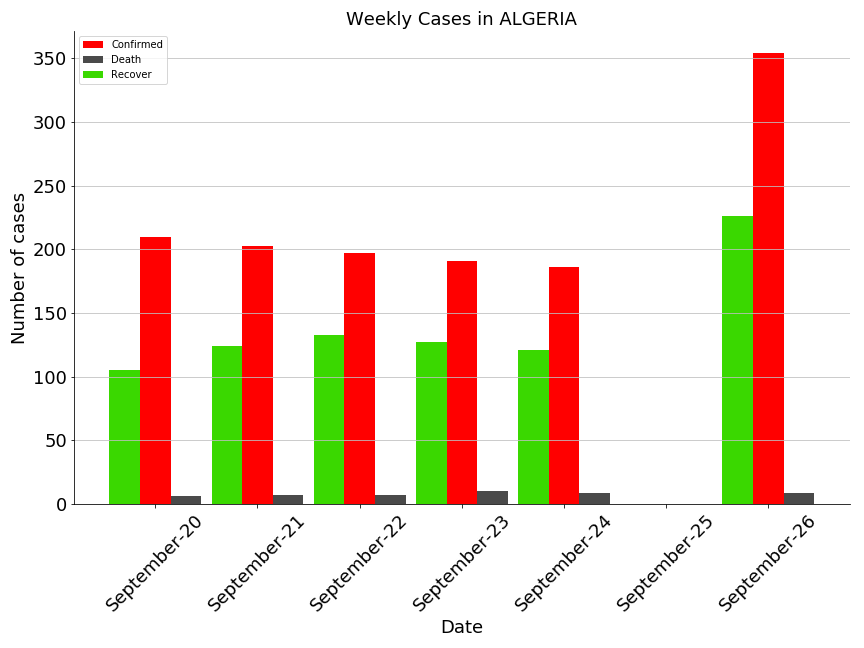 Weekly Cases in ALGERIA
Confirmed
Death
Recover
Number of cases
350
300
250
200
150
100
50
0
September-20
September-21
September-22
September-23
September-24
September-25
September-26
Date